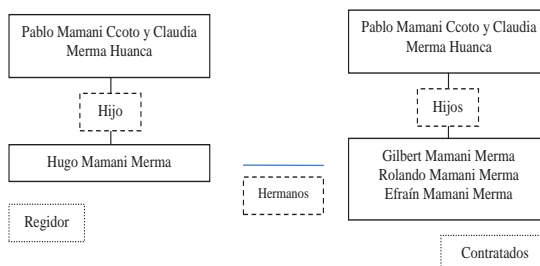 Pablo Mamani Ccoto y Claudia
Merma Huanca
Hijo
Hugo Mamani Merma
Regidor
Hermanos
Pablo Mamani Ccoto y Claudia
Merma Huanca
Hijos
Gilbert Mamani Merma
Rolando Mamani Merma
Efraín Mamani Merma
Contratados